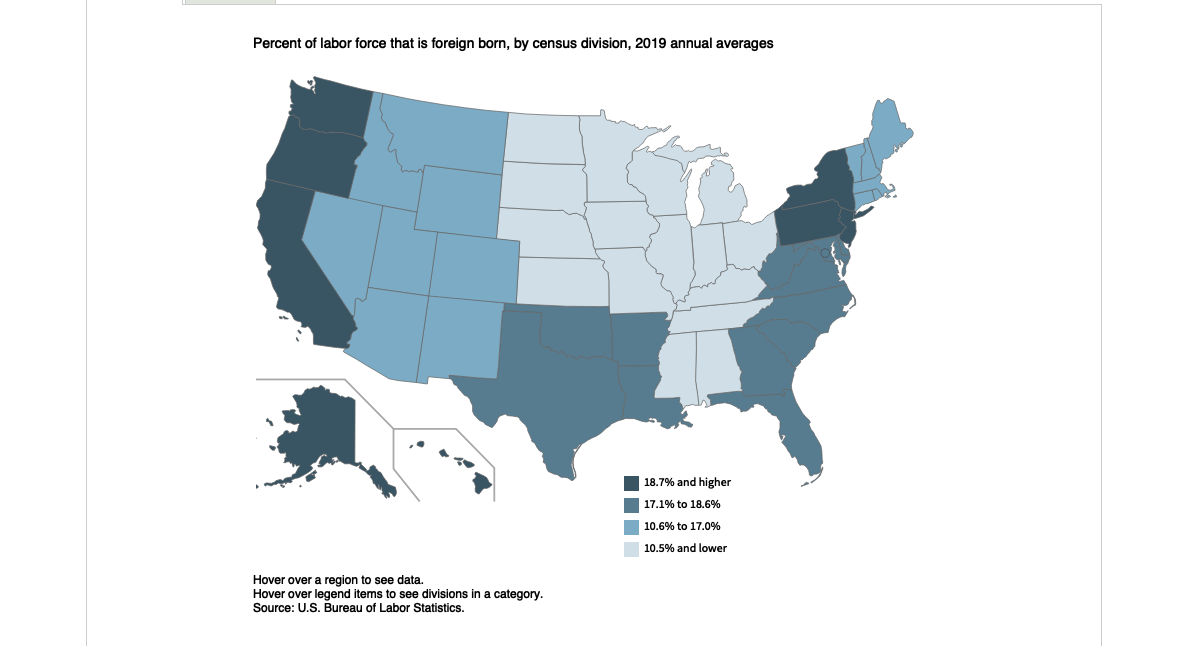 Percent of labor force that is foreign born, by census division, 2019 annual averages
18.7% and higher
17.1% to 18.6%
10.6% to 17.0%
10.5% and lower
Hover over a region to see data.
Hover over legend items to see divisions in a category.
Source: U.S. Bureau of Labor Statistics.